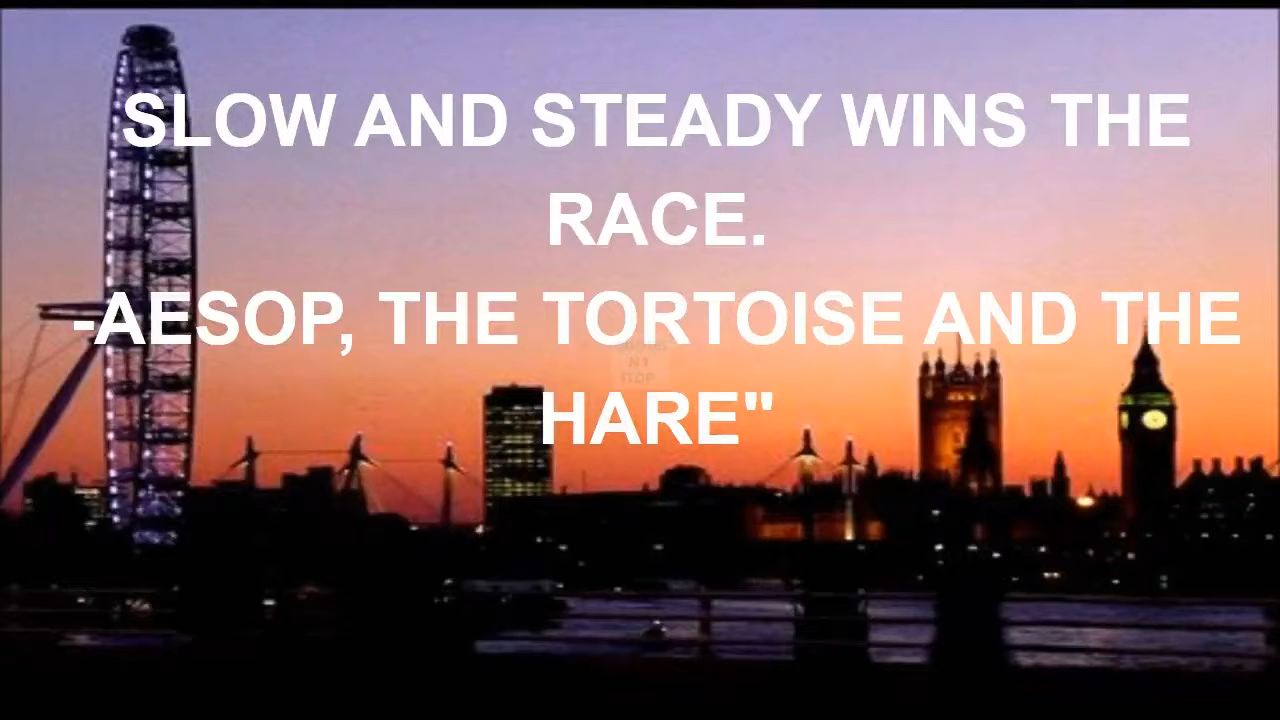 SLOW AND STEADY WINS THE
RACE.
-AESOP, THE TORTOISE AND THE
HARE"